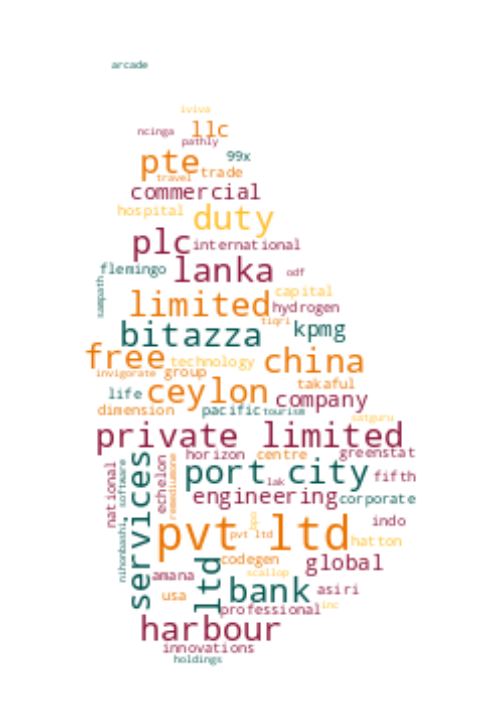 arcade
iviva
ncinga
llc
pathly
99x
pte
trade
travel
commercial
hospital
duty
plc
international
flemingo
lanka
odf
sampath
capital
limited
hydrogen
tiqri
bitazza
kpmg
free
technology
china
invigorate
group
takaful
life
ceylon
company
dimension
pacific
tourism
satguru
private limited
horizon
centre
greenstat
national
software
services
echelon
remediumone
port city
lak
fifth
engineering
corporate
nihonbashi
pvt ltd
bpo
indo
pvt ltd
hatton
codegen
global
amana
scallop
ltd
bank
asiri
usa
professional
inc
harbour
innovations
holdings